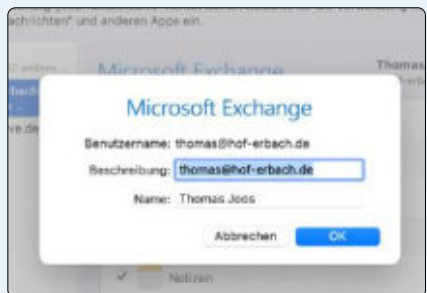 achrichten" und anderen Apps ein.
Microsoft Exchange
Thomas
Microsoft Exchange
Benutzername: thomas@hof-erbach.de
Beschreibung: thomas@hof-erbach.de
Name: Thomas Joos
Abbrechen OK
Notizen